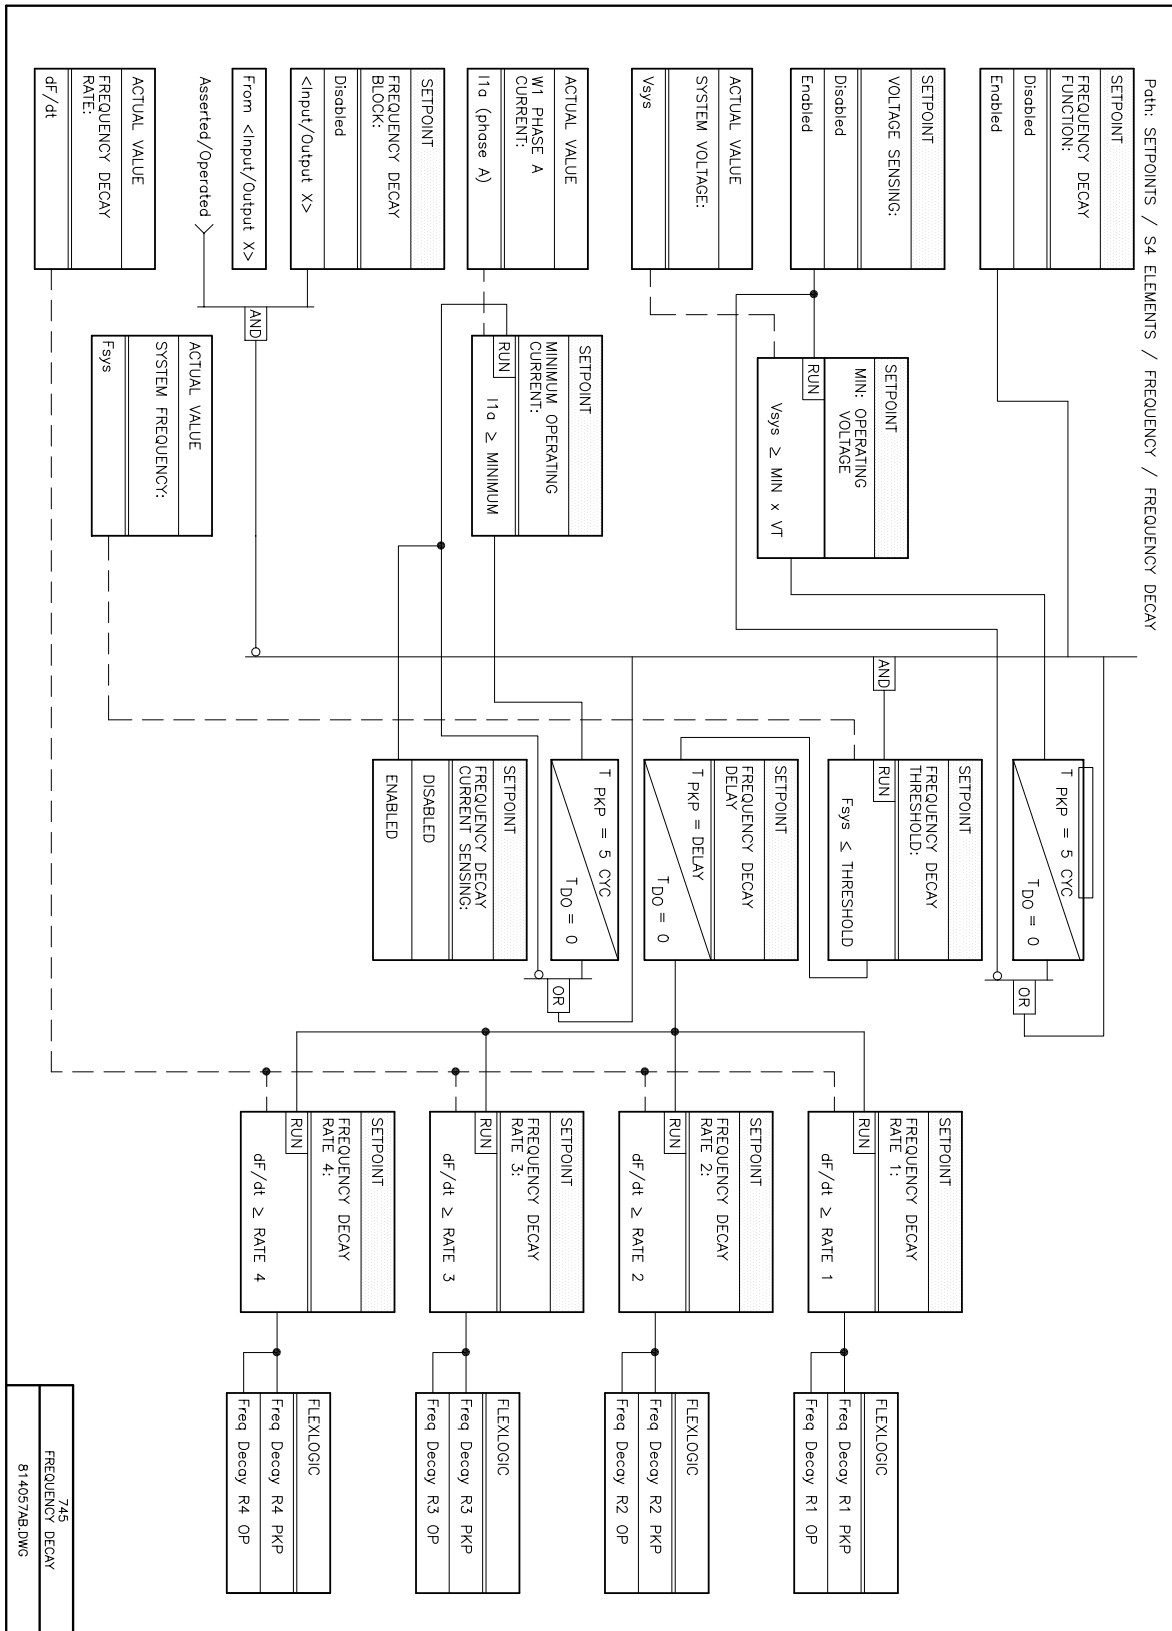 Path: SETPOINTS / S4 ELEMENTS / FREQUENCY / FREQUENCY DECAY
SETPOINT
FREQUENCY DECAY
FUNCTION:
Disabled
Enabled
SETPOINT
VOLTAGE SENSING:
Disabled
Enabled
ACTUAL VALUE
SYSTEM VOLTAGE:
Vsys
ACTUAL VALUE
W1 PHASE A
CURRENT:
I1a (phase A)
SETPOINT
FREQUENCY DECAY
BLOCK:
Disabled
<Input/Output X>
From <Input/Output X>
Asserted/Operated
ACTUAL VALUE
FREQUENCY DECAY
RATE:
dF/dt
SETPOINT
MIN: OPERATING
VOLTAGE
RUN
Vsys ≥ MIN x VT
SETPOINT
MINIMUM OPERATING
CURRENT:
RUN
I1a ≥ MINIMUM
AND
ACTUAL VALUE
SYSTEM FREQUENCY:
Fsys
AND
T PKP = 5 CYC
T DO = 0
OR
SETPOINT
FREQUENCY DECAY
THRESHOLD:
RUN
Fsys ≤ THRESHOLD
SETPOINT
FREQUENCY DECAY
DELAY
T PKP = DELAY
T DO = 0
T PKP = 5 CYC
T DO = 0
OR
SETPOINT
FREQUENCY DECAY
CURRENT SENSING:
DISABLED
ENABLED
SETPOINT
FREQUENCY DECAY
RATE 1:
RUN
dF/dt ≥ RATE 1
SETPOINT
FREQUENCY DECAY
RATE 2:
RUN
dF/dt ≥ RATE 2
SETPOINT
FREQUENCY DECAY
RATE 3:
RUN
dF/dt ≥ RATE 3
SETPOINT
FREQUENCY DECAY
RATE 4:
RUN
dF/dt ≥ RATE 4
FLEXLOGIC
Freq Decay R1 PKP
Freq Decay R1 OP
FLEXLOGIC
Freq Decay R2 PKP
Freq Decay R2 OP
FLEXLOGIC
Freq Decay R3 PKP
Freq Decay R3 OP
FLEXLOGIC
Freq Decay R4 PKP
Freq Decay R4 OP
745
FREQUENCY DECAY
814057AB.DWG